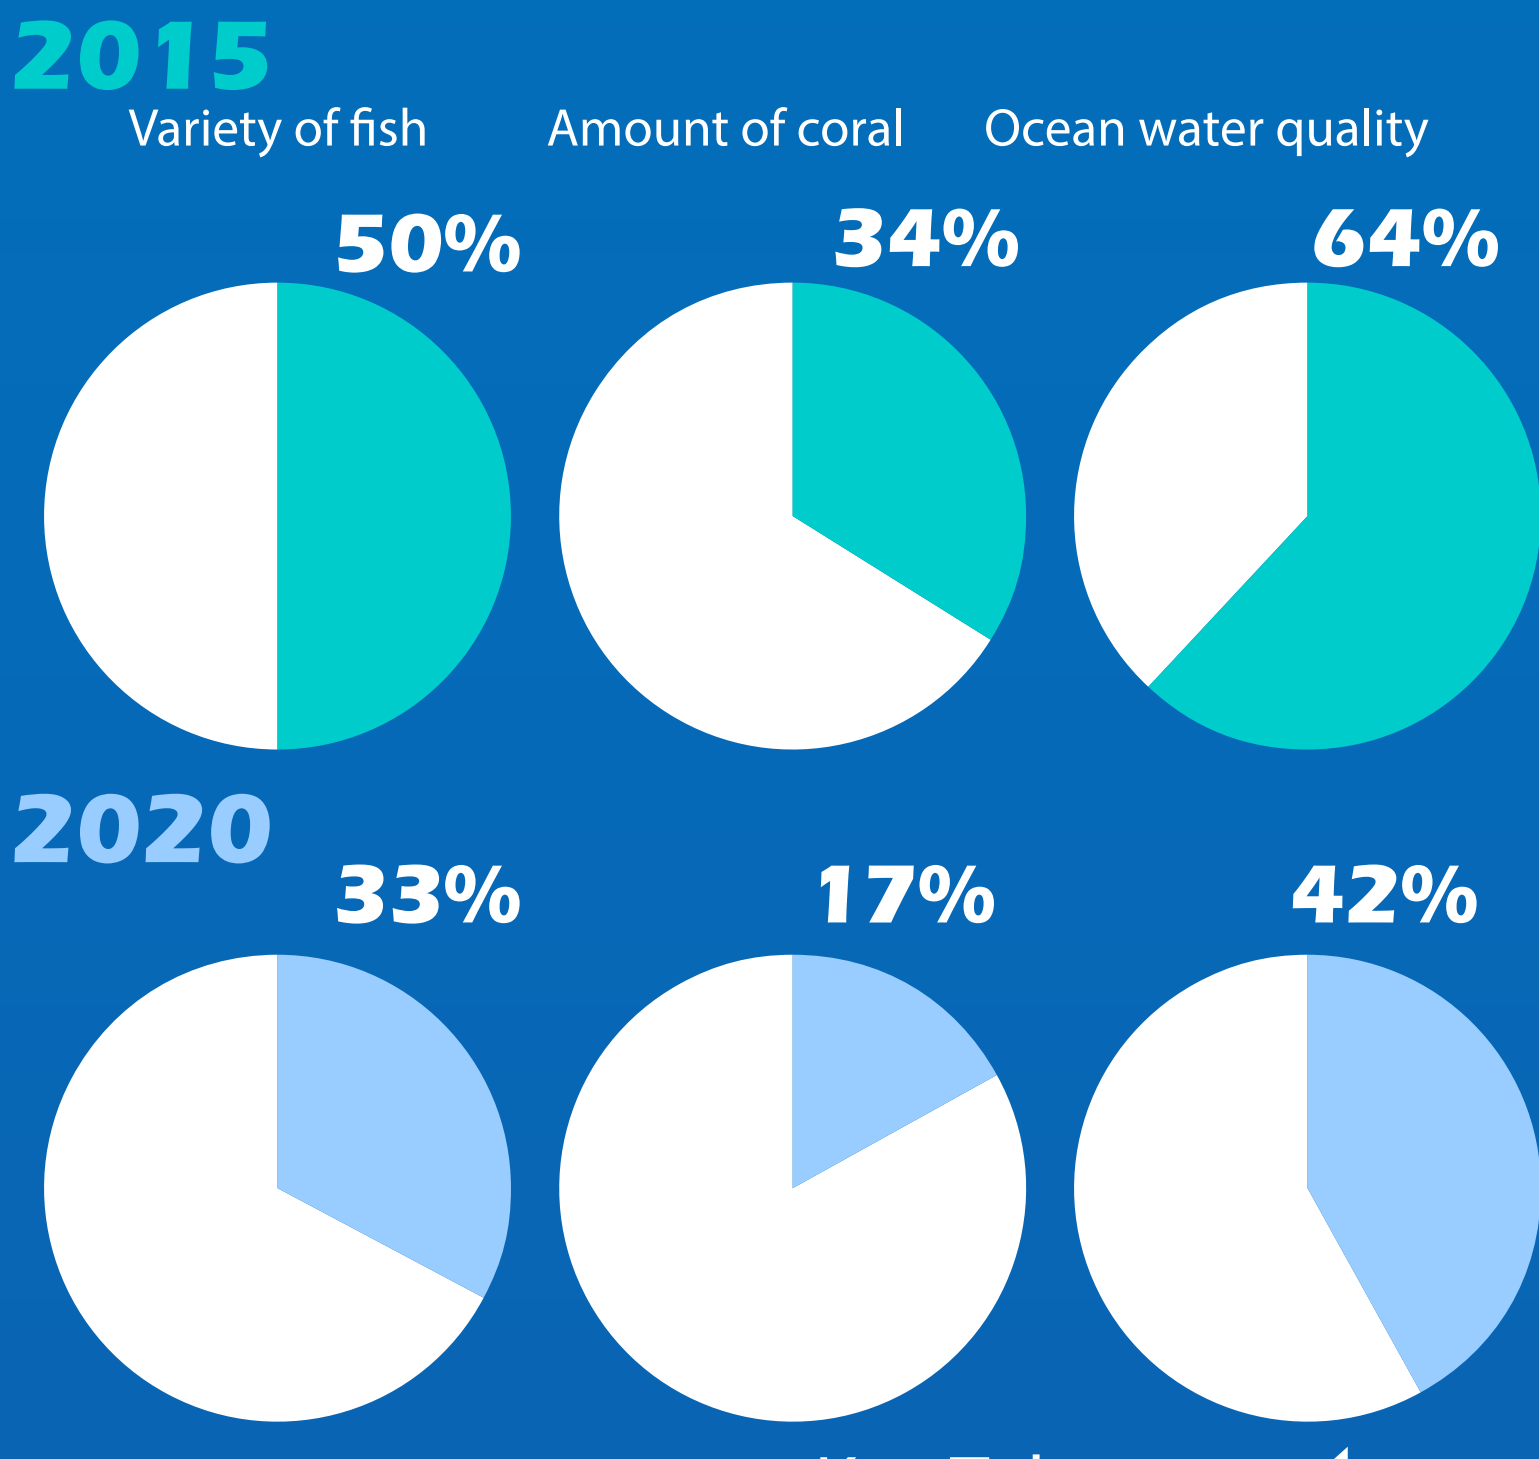 2015
Variety of fish Amount of coral Ocean water quality
50% 34% 64%
2020
33% 17% 42%